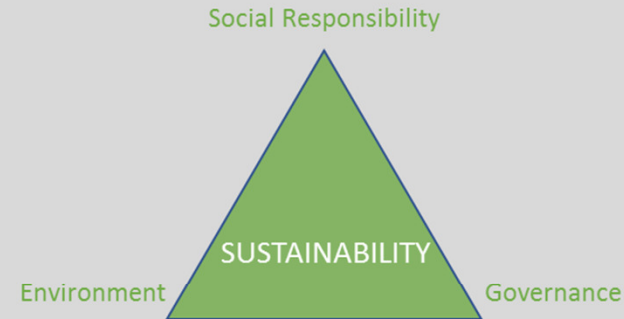 Social Responsibility
SUSTAINABILITY
Environment
Governance